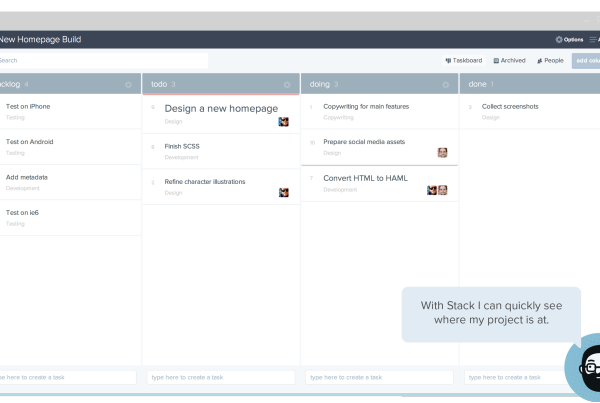 New Homepage Build
Options
Search
Taskboard
Archived
People
add
backlog 4
todo 3
doing 3
done 1
Test on iPhone
Testing
Test on Android
Testing
Add metadata
Development
Test on ie6
Testing
Design a new homepage
Design
Finish SCSS
Development
Refine character illustrations
Design
1
Copywriting for main features
Copywriting
10
Prepare social media assets
Design
7
Convert HTML to HAML
Development
Collect screenshots
Design
With Stack I can quickly see
where my project is at.
type here to create a task
type here to create a task
type here to create a task
type here to create a task